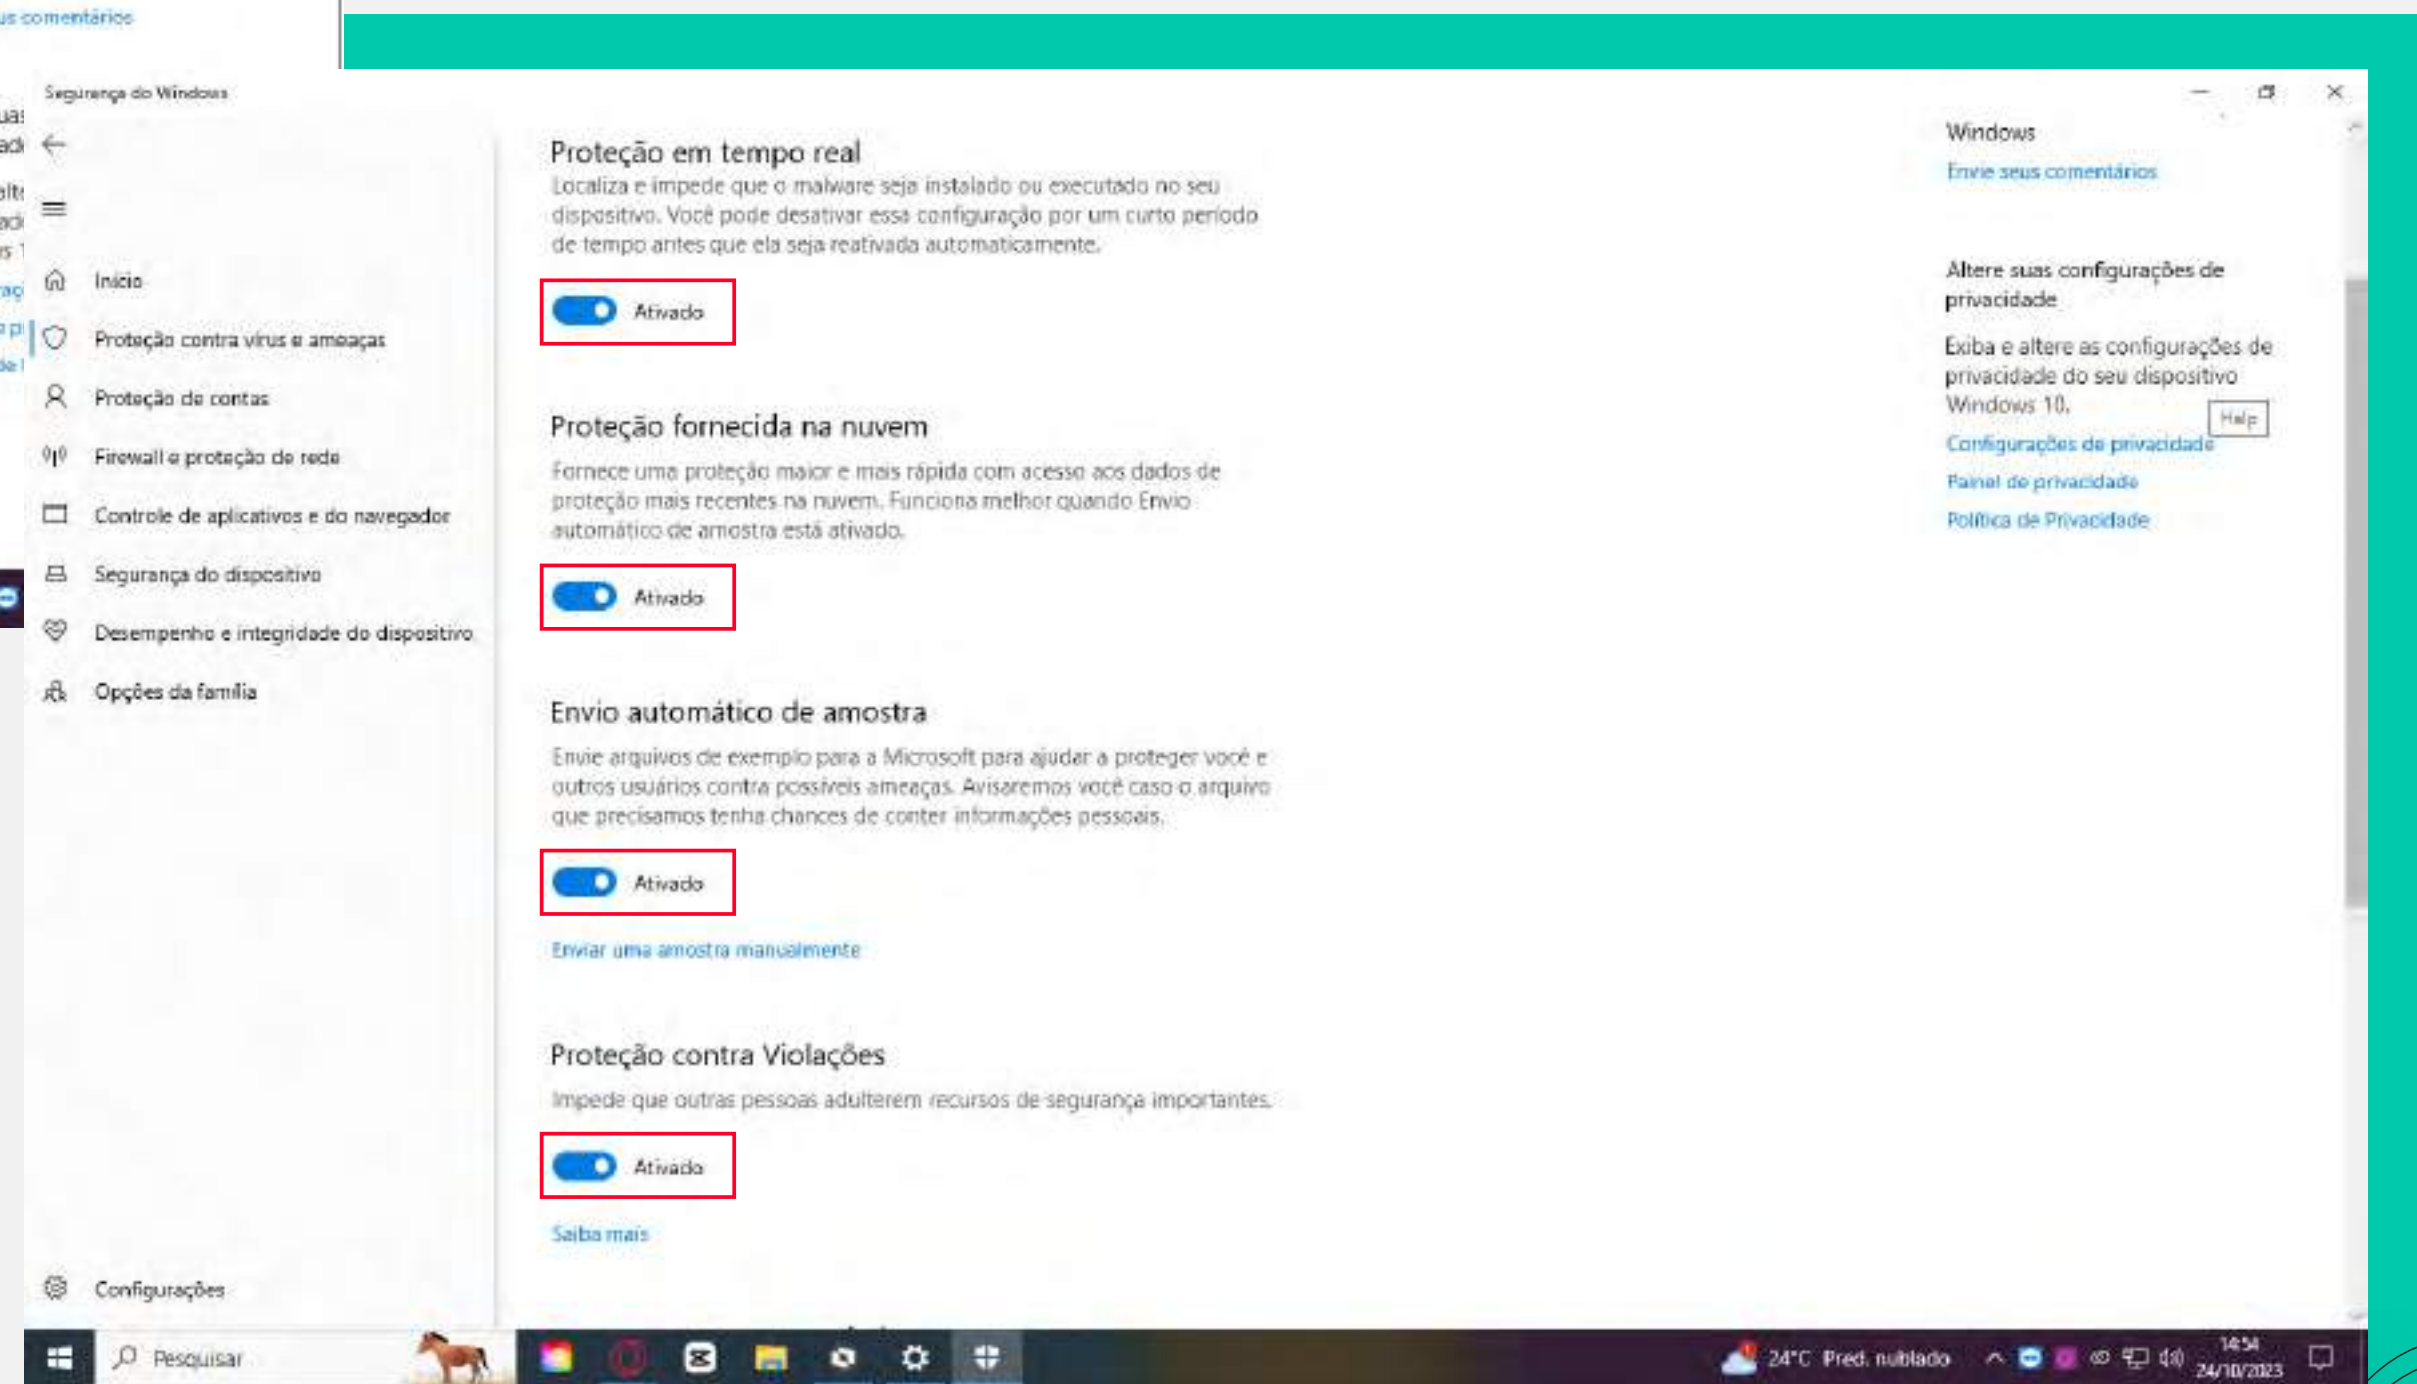 comentários
Segurança do Windows
Início
Proteção contra vírus e ameaças
Proteção de contas
Firewall e proteção de rede
Controle de aplicativos e do navegador
Segurança do dispositivo
Desempenho e integridade do dispositivo
Opções da família
Configurações
Proteção em tempo real
Localiza e impede que o malware seja instalado ou executado no seu
dispositivo. Você pode desativar essa configuração por um curto período
de tempo antes que ela seja reativada automaticamente.
Ativado
Proteção fornecida na nuvem
Fornece uma proteção maior e mais rápida com acesso aos dados de
proteção mais recentes na nuvem. Funciona melhor quando Envio
automático de amostra está ativado.
Ativado
Envio automático de amostra
Envie arquivos de exemplo para a Microsoft para ajudar a proteger você e
outros usuários contra possíveis ameaças. Avisaremos você caso o arquivo
que precisamos tenha chances de conter informações pessoais.
Ativado
Enviar uma amostra manualmente
Proteção contra Violações
Impede que outras pessoas adulterem recursos de segurança importantes.
Ativado
Saiba mais
Windows
Envie seus comentários
Altere suas configurações de
privacidade
Exiba e altere as configurações de
privacidade do seu dispositivo
Windows 10.
Help
Configurações de privacidade
Painel de privacidade
Política de Privacidade
Pesquisar
24°C Pred. nublado
14:54
24/10/2023